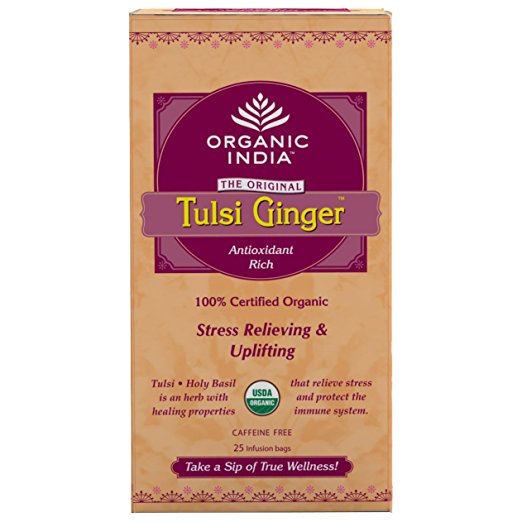 ORGANIC
INDIA™
THE ORIGINAL
Tulsi Ginger™
Antioxidant
Rich
100% Certified Organic
Stress Relieving &
Uplifting
Tulsi • Holy Basil
is an herb with
healing properties
USDA
ORGANIC
that relieve stress
and protect the
immune system.
CAFFEINE FREE
25 Infusion bags
Take a Sip of True Wellness!